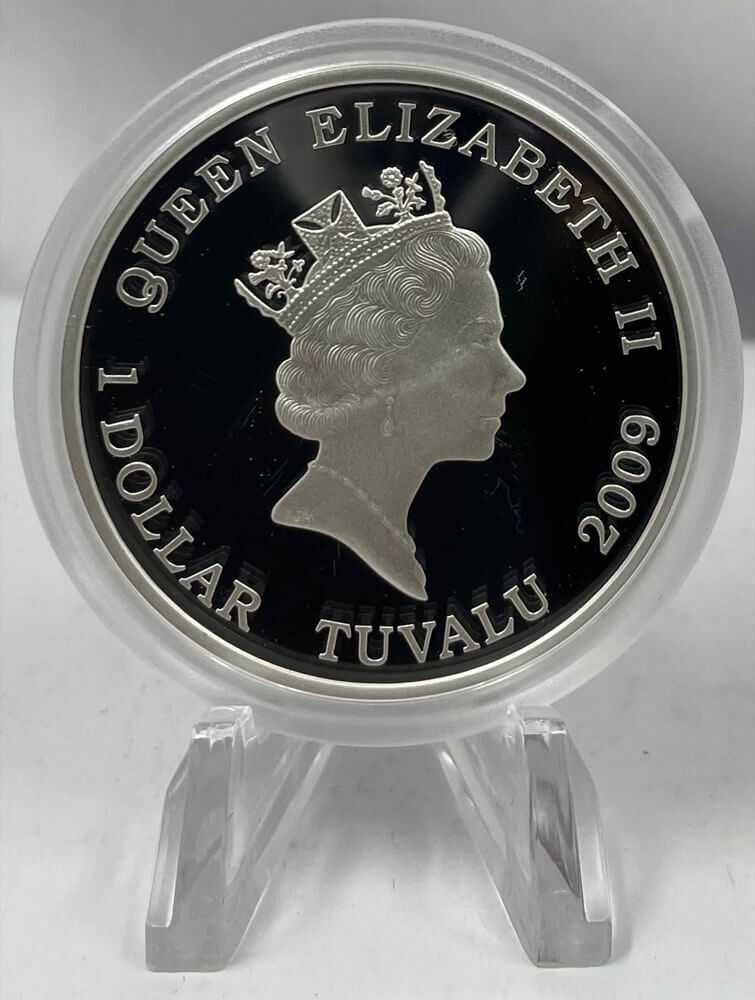 QUEEN ELIZABETH II
2009
TUVALU
1 DOLLAR